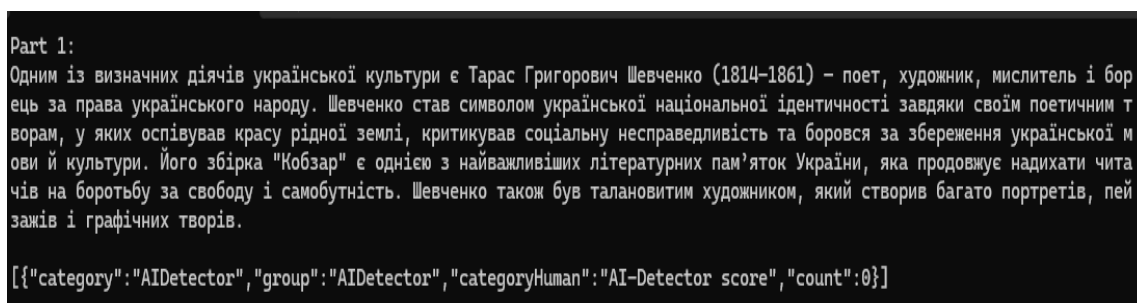 Part 1:
Одним із визначних діячів української культури є Тарас Григорович Шевченко (1814–1861) – поет, художник, мислитель і бор
ець за права українського народу. Шевченко став символом української національної ідентичності завдяки своїм поетичним т
ворам, у яких оспівував красу рідної землі, критикував соціальну несправедливість та боровся за збереження української м
ови й культури. Його збірка "Кобзар" є однією з найважливіших літературних пам’яток України, яка продовжує надихати чита
чів на боротьбу за свободу і самобутність. Шевченко також був талановитим художником, який створив багато портретів, пей
зажів і графічних творів.
[{"category":"AIDetector","group":"AIDetector","categoryHuman":"AI-Detector score","count":0}]